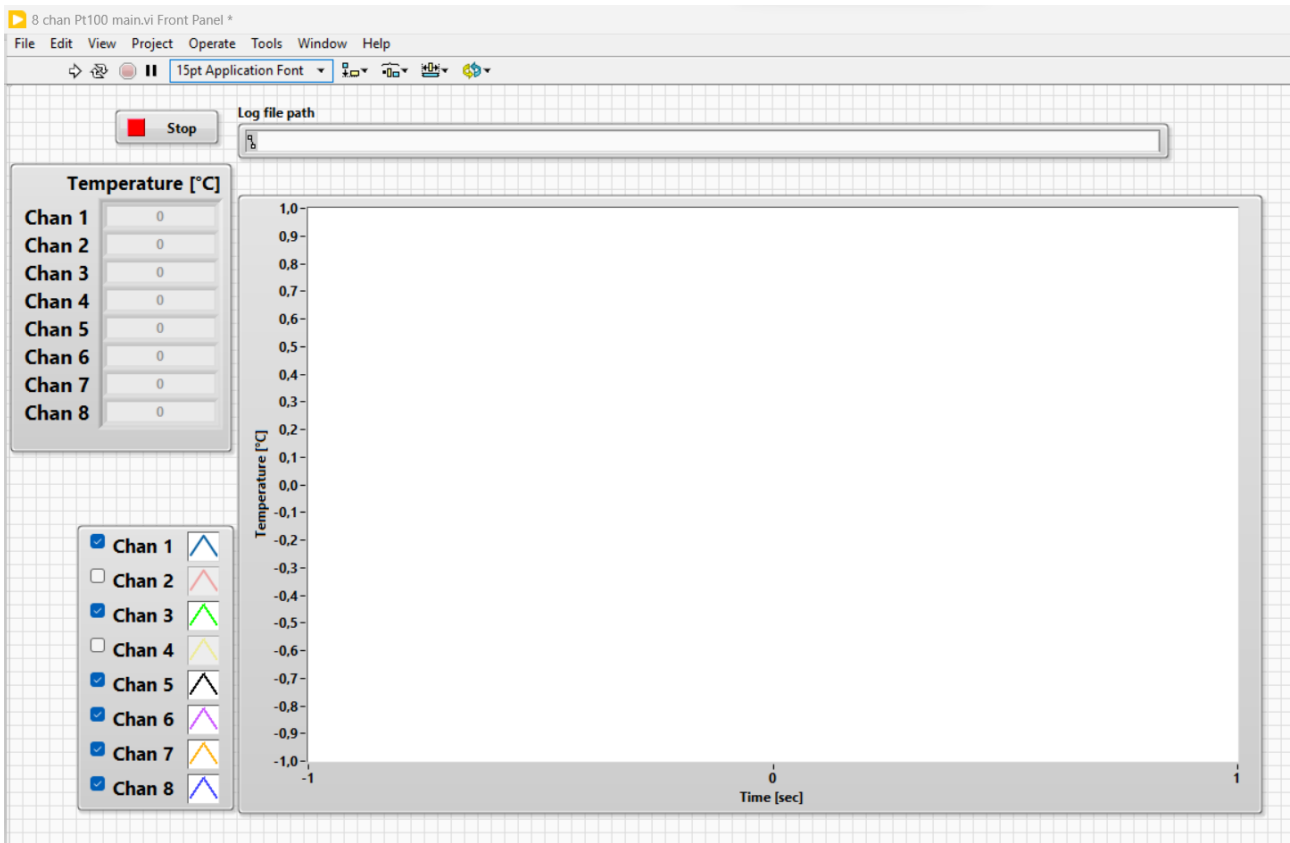 8 chan Pt100 main.vi Front Panel *
File Edit View Project Operate Tools Window Help
15pt Application Font
Stop
Log file path
Temperature [°C]
Chan 1 0
Chan 2 0
Chan 3 0
Chan 4 0
Chan 5 0
Chan 6 0
Chan 7 0
Chan 8 0
Chan 1
Chan 2
Chan 3
Chan 4
Chan 5
Chan 6
Chan 7
Chan 8
Temperature [°C]
1,0
0,9
0,8
0,7
0,6
0,5
0,4
0,3
0,2
0,1
0,0
-0,1
-0,2
-0,3
-0,4
-0,5
-0,6
-0,7
-0,8
-0,9
-1,0
-1 0 1
Time [sec]